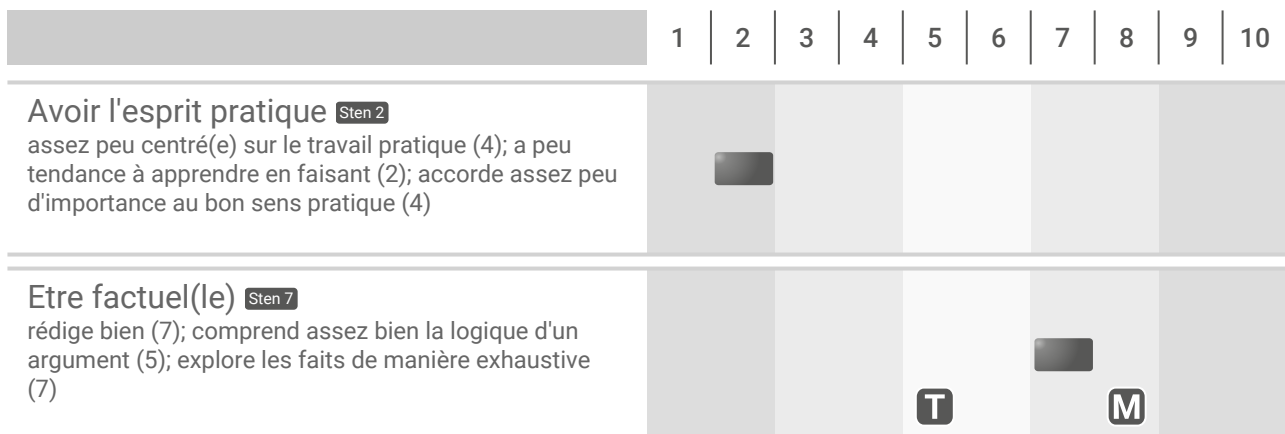 1 2 3 4 5 6 7 8 9 10
Avoir l'esprit pratique Sten 2
assez peu centré(e) sur le travail pratique (4); a peu
tendance à apprendre en faisant (2); accorde assez peu
d'importance au bon sens pratique (4)
Etre factuel(le) Sten 7
rédige bien (7); comprend assez bien la logique d'un
argument (5); explore les faits de manière exhaustive
(7)
T M